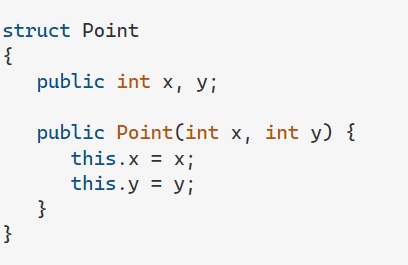 struct Point
{
   public int x, y;

   public Point(int x, int y) {
      this.x = x;
      this.y = y;
   }
}